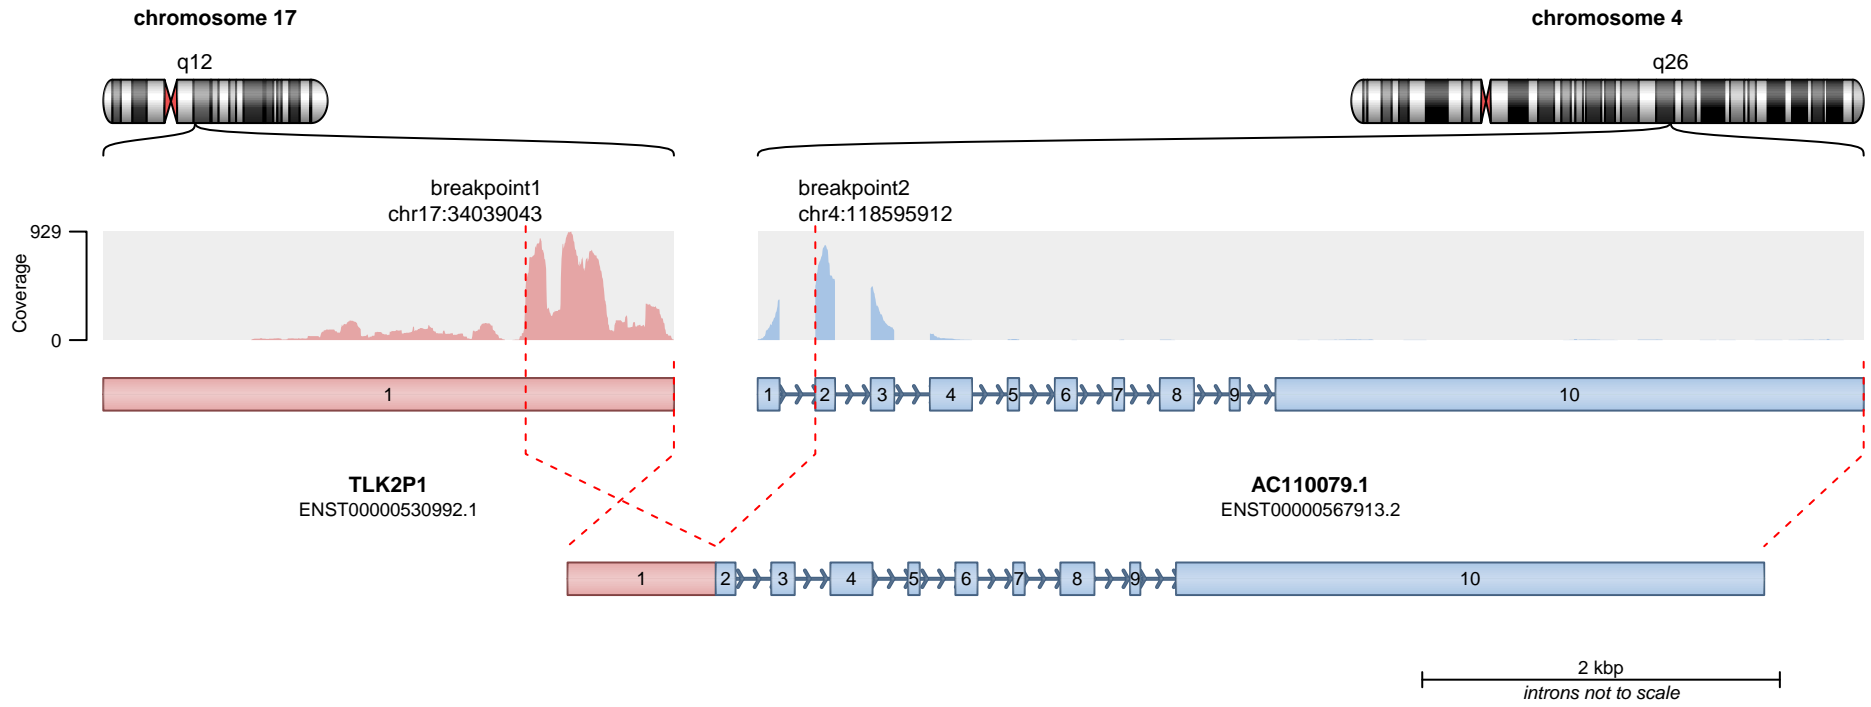 chromosome 17
chromosome 4
q12
q26
breakpoint1
chr17:34039043
breakpoint2
chr4:118595912
929
0
Coverage
1
1 2 3 4 5 6 7 8 9 10
TLK2P1
ENST00000530992.1
AC110079.1
ENST00000567913.2
1 2 3 4 5 6 7 8 9 10
2 kbp
introns not to scale